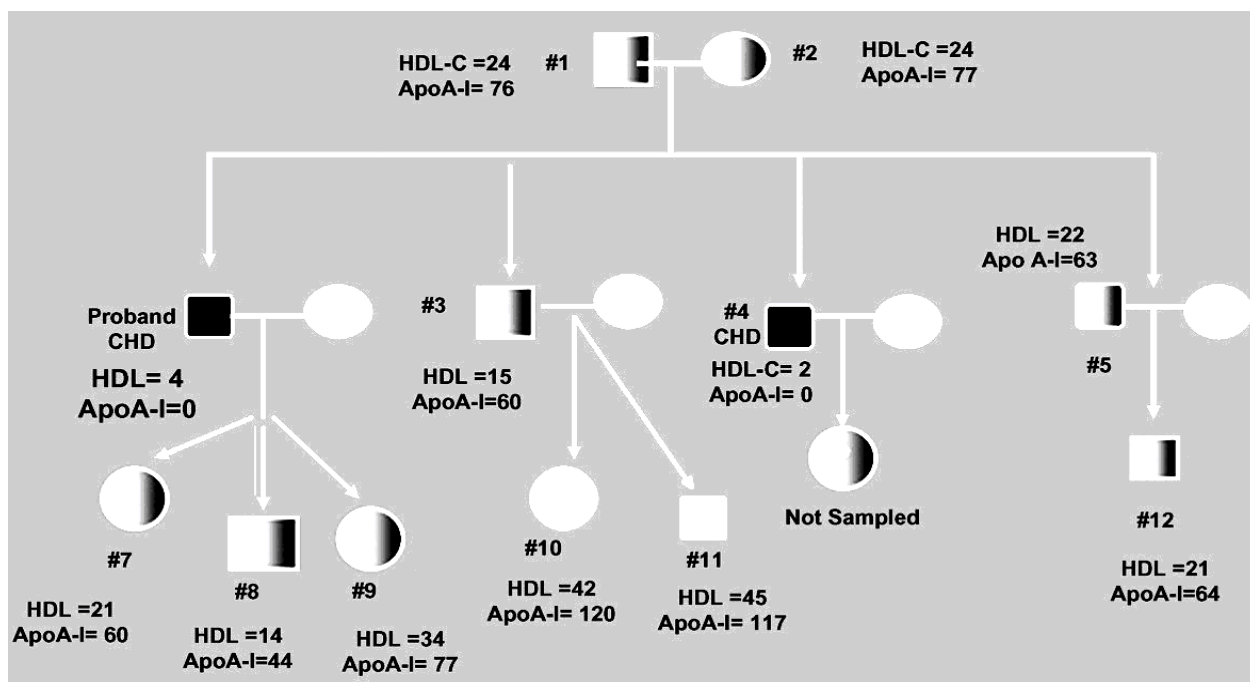 HDL-C =24
ApoA-I= 76
#1
#2
HDL-C =24
ApoA-I= 77
Proband
CHD
HDL= 4
ApoA-I=0
#3
HDL =15
ApoA-I=60
#4
CHD
HDL-C= 2
ApoA-I= 0
HDL =22
Apo A-I=63
#5
#7
HDL =21
ApoA-I= 60
#8
HDL =14
ApoA-I=44
#9
HDL =34
ApoA-I= 77
#10
HDL =42
ApoA-I= 120
#11
HDL =45
ApoA-I= 117
Not Sampled
#12
HDL =21
ApoA-I=64